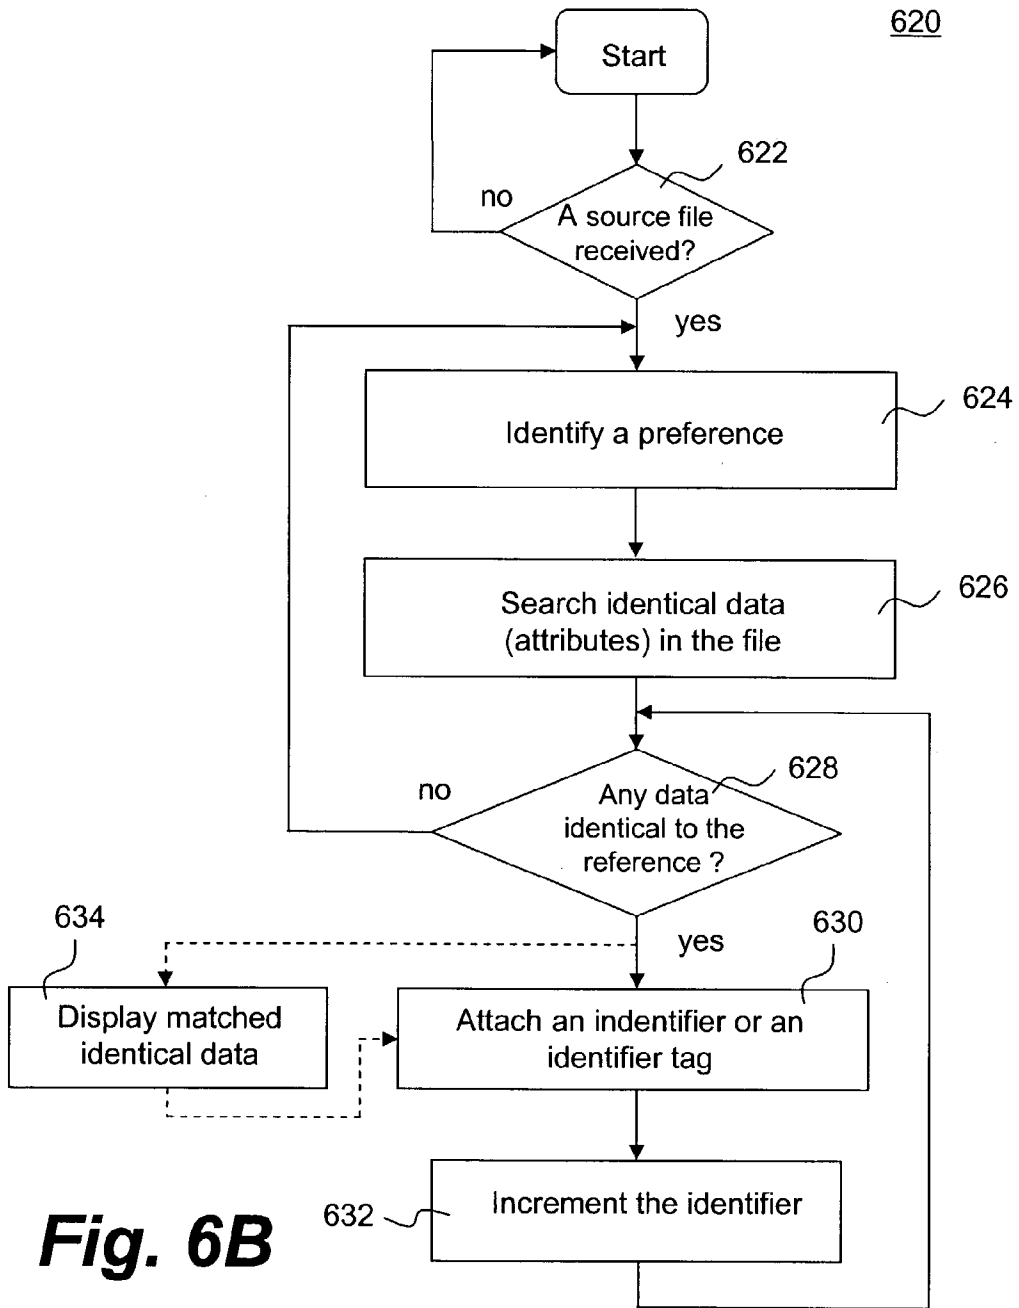 620
Start
622
no
A source file
received?
yes
624
Identify a preference
626
Search identical data
(attributes) in the file
628
no
Any data
identical to the
reference ?
634
yes
630
Display matched
identical data
Attach an indentifier or an
identifier tag
632
Increment the identifier
Fig. 6B